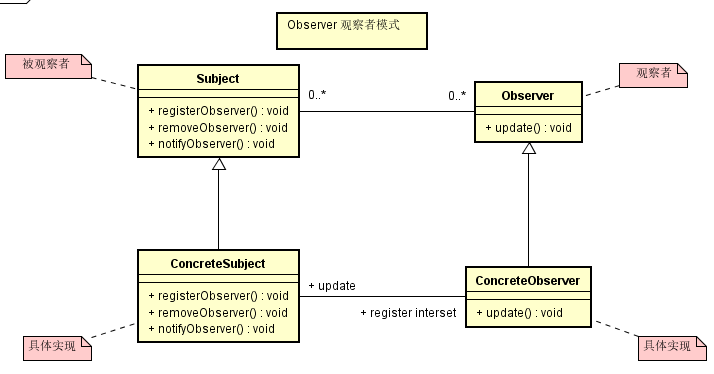 Observer 观察者模式
被观察者
Subject
+ registerObserver() : void
+ removeObserver() : void
+ notifyObserver() : void
0..*
0..*
Observer
+ update() : void
观察者
ConcreteSubject
+ registerObserver() : void
+ removeObserver() : void
+ notifyObserver() : void
+ update
+ register interset
ConcreteObserver
+ update() : void
具体实现
具体实现